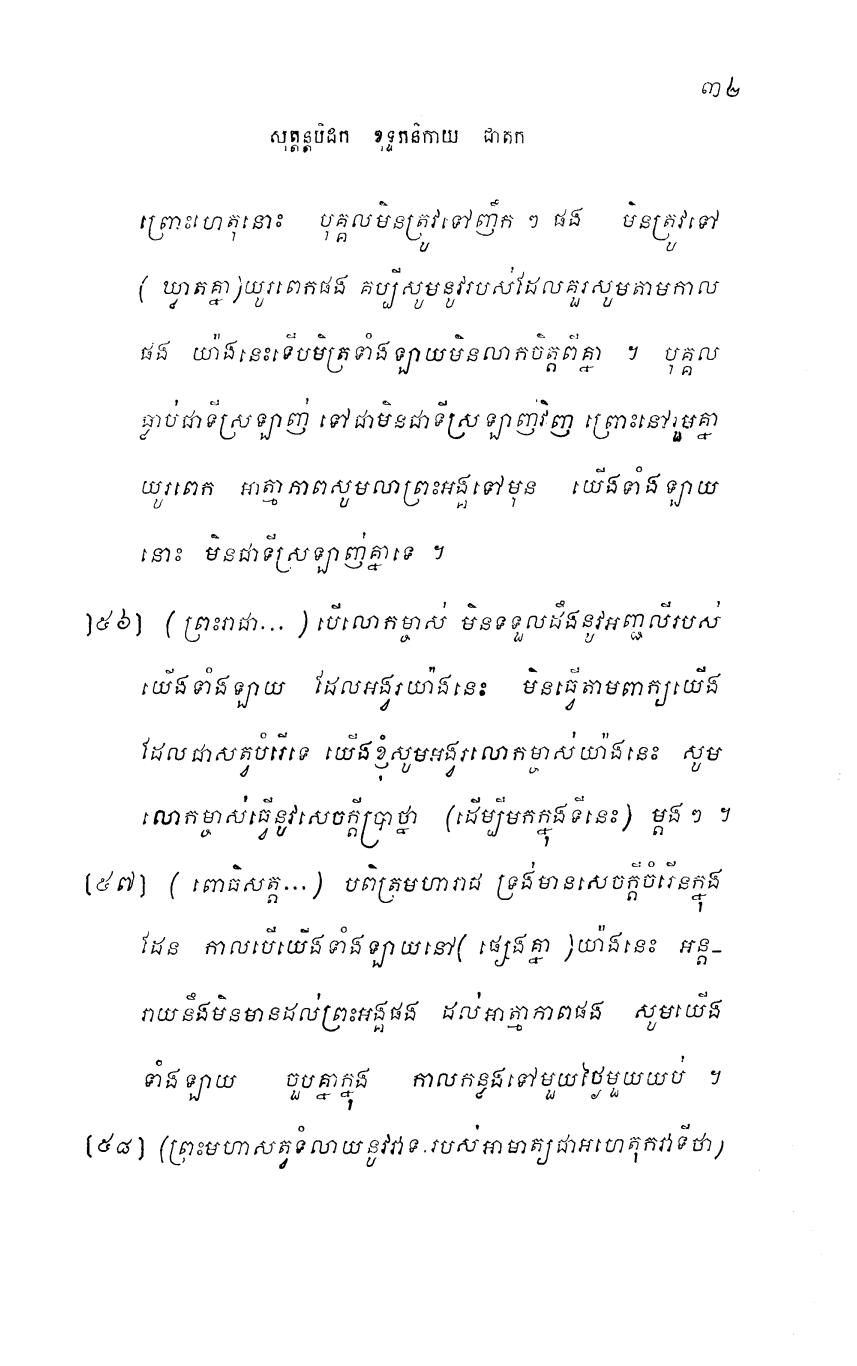 ៣៤
សុត្តន្តបិដក ខុទ្ទកនិកាយ ជាតក
ព្រោះហេតុនោះ បុគ្គលមិនត្រូវទៅញឹក ៗ ផង មិនត្រូវទៅ
( ឃ្វាតគ្នា )យូរពេកផង គប្បីសូមនូវរបស់ដែលគួរសូមតាមកាល
ផង យ៉ាងនេះទើបមិត្រទាំងឡាយមិនលាកចិត្តពីគ្នា ។ បុគ្គល
ធ្លាប់ជាទីស្រឡាញ់ ទៅជាមិនជាទីស្រឡាញ់វិញ ព្រោះនៅរួមគ្នា
យូរពេក អាត្មាភាពសូមលាព្រះអង្គទៅមុន យើងទាំងឡាយ
នោះ មិនជាទីស្រឡាញ់គ្នាទេ ។
[៥៦] ( ព្រះរាជា... ) បើលោកម្ចាស់ មិនទទួលដឹងនូវអញ្ជលីរបស់
យើងទាំងឡាយ ដែលអង្វរយ៉ាងនេះ មិនធ្វើតាមពាក្យយើង
ដែលជាសត្វបំរើទេ យើងខ្ញុំសូមអង្វរលោកម្ចាស់យ៉ាងនេះ សូម
លោកម្ចាស់ធ្វើនូវសេចក្តីប្រាថ្នា (ដើម្បីមកក្នុងទីនេះ) ម្តងៗ ។
[៥៧] ( ពោធិសត្ត... ) បពិត្រមហារាជ ទ្រង់មានសេចក្តីចំរើនក្នុង
ដែន កាលបើយើងទាំងឡាយនៅ( ផ្សេងគ្នា )យ៉ាងនេះ អន្ត-
រាយនឹងមិនមានដល់ព្រះអង្គផង ដល់អាត្មាភាពផង សូមយើង
ទាំងឡាយ ចួបគ្នាក្នុង កាលកន្លងទៅមួយថ្ងៃមួយយប់ ។
[៥៨] (ព្រះមហាសត្វទំលាយនូវវាទ.របស់អាមាត្យជាអហេតុកវាទីថា)